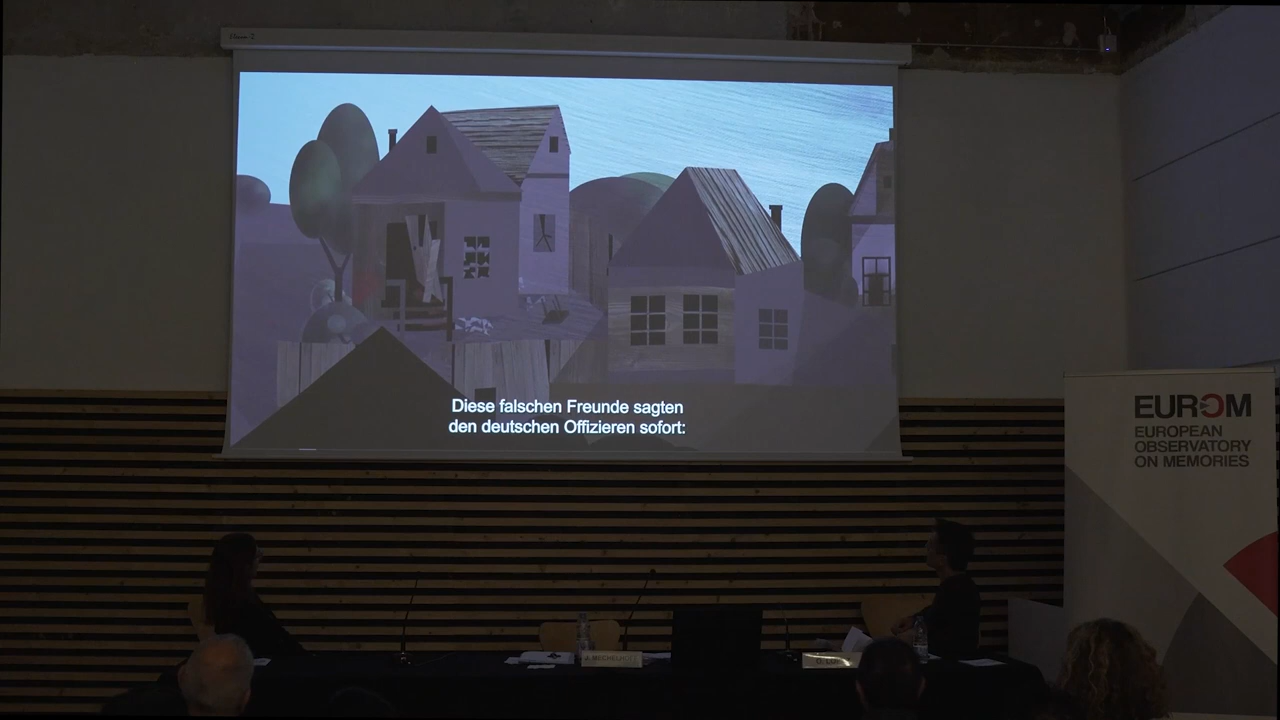 Diese falschen Freunde sagten
den deutschen Offizieren sofort:
EUROM
EUROPEAN
OBSERVATORY
ON MEMORIES